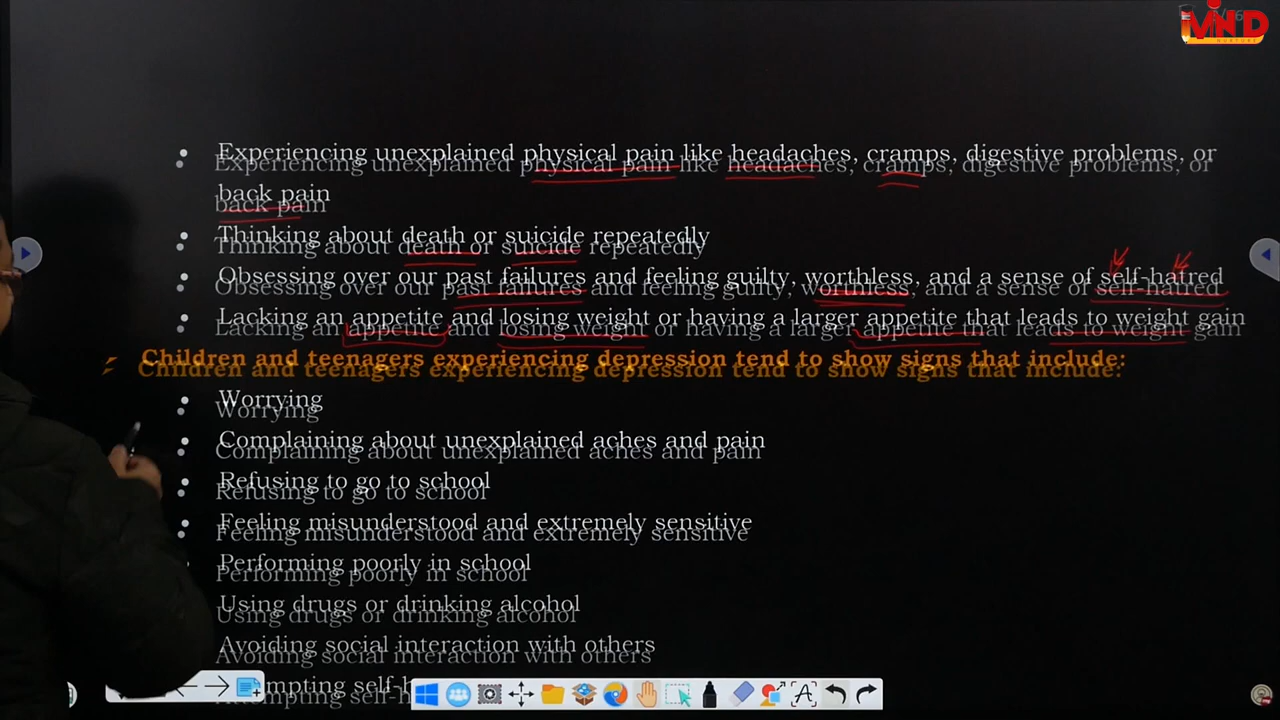 MIND
Experiencing unexplained physical pain like headaches, cramps, digestive problems, or
back pain
Thinking about death or suicide repeatedly
Obsessing over our past failures and feeling guilty, worthless, and a sense of self-hatred
Lacking an appetite and losing weight or having a larger appetite that leads to weight gain
Children and teenagers experiencing depression tend to show signs that include:
Worrying
Complaining about unexplained aches and pain
Refusing to go to school
Feeling misunderstood and extremely sensitive
Performing poorly in school
Using drugs or drinking alcohol
Avoiding social interaction with others